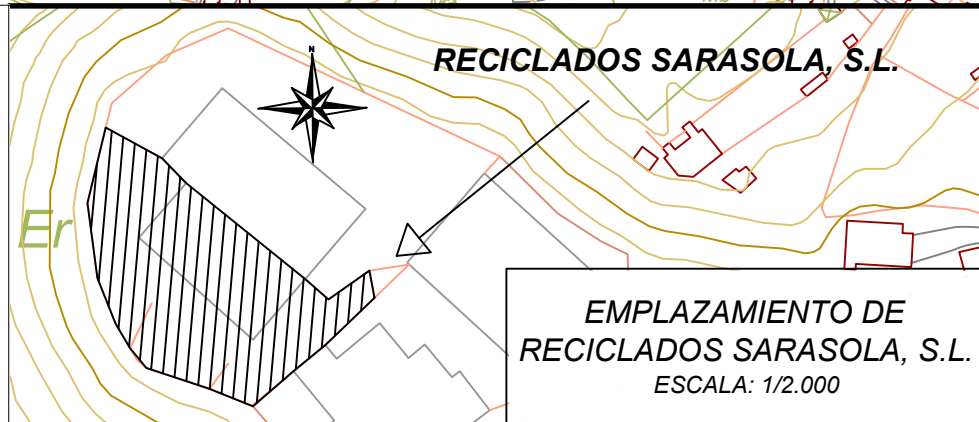 RECICLADOS SARASOLA, S.L.
N
Er
EMPLAZAMIENTO DE
RECICLADOS SARASOLA, S.L.
ESCALA: 1/2.000